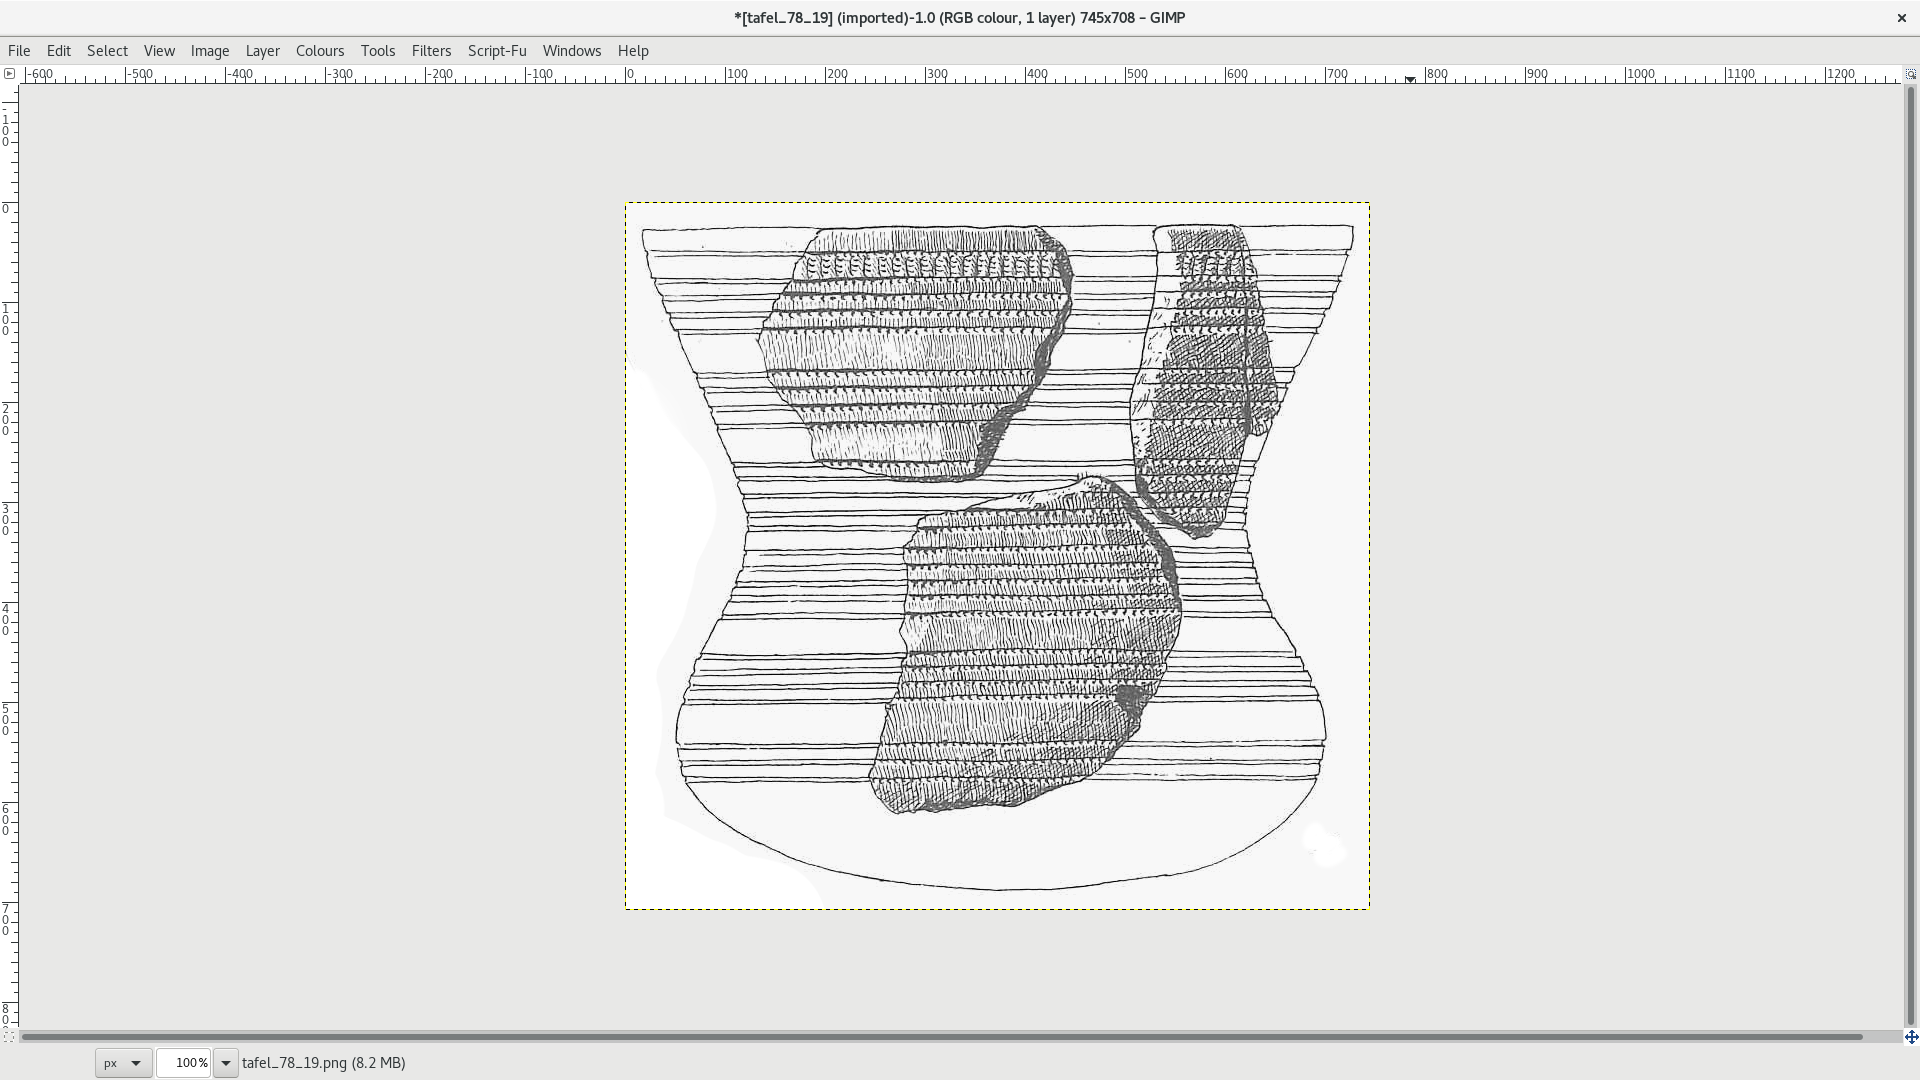 *[tafel_78_19] (imported)-1.0 (RGB colour, 1 layer) 745x708 – GIMP
File Edit Select View Image Layer Colours Tools Filters Script-Fu Windows Help
-600 -500 -400 -300 -200 -100 0 100 200 300 400 500 600 700 800 900 1000 1100 1200
-100
0
100
200
300
400
500
600
700
80
px 100% tafel_78_19.png (8.2 MB)